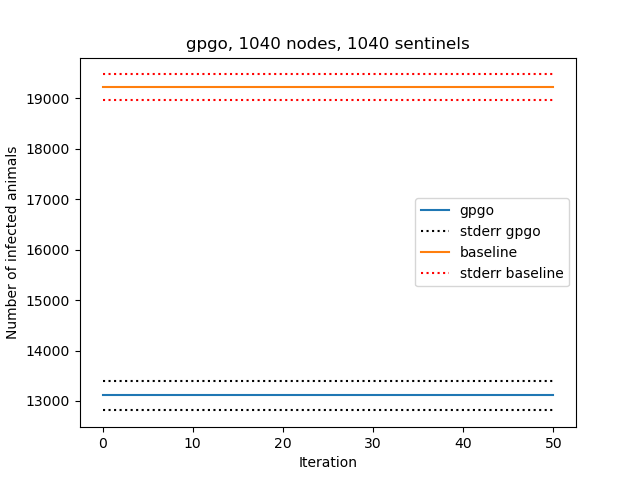 gpgo, 1040 nodes, 1040 sentinels
Number of infected animals
19000
18000
17000
16000
15000
14000
13000
gpgo
stderr gpgo
baseline
stderr baseline
0 10 20 30 40 50
Iteration